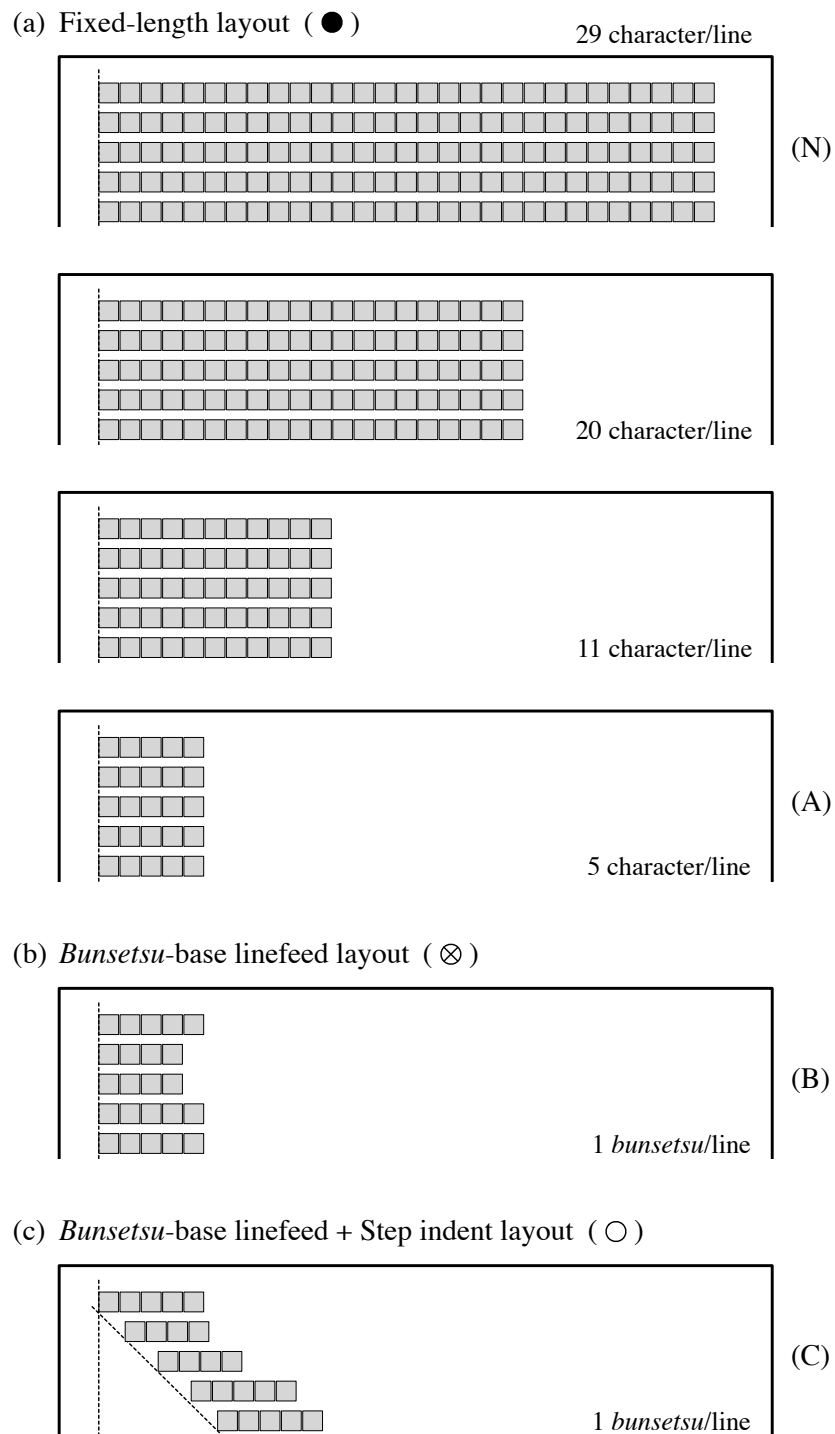 (a) Fixed-length layout ( ● )
29 character/line
(N)
20 character/line
11 character/line
(A)
5 character/line
(b) Bunsetsu-base linefeed layout ( ⊗ )
(B)
1 bunsetsu/line
(c) Bunsetsu-base linefeed + Step indent layout ( ○ )
(C)
1 bunsetsu/line